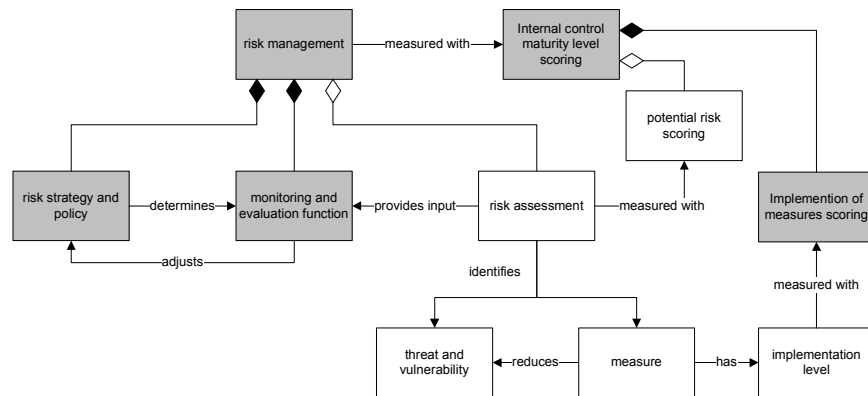 risk management
measured with
Internal control
maturity level
scoring
potential risk
scoring
risk strategy and
policy
determines
monitoring and
evaluation function
provides input
risk assessment
measured with
Implemention of
measures scoring
adjusts
identifies
measured with
threat and
vulnerability
reduces
measure
has
implementation
level